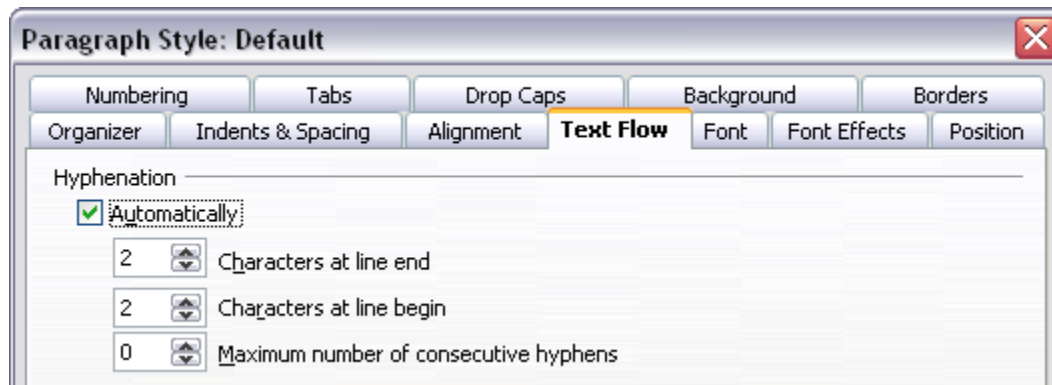 Paragraph Style: Default
Numbering Tabs Drop Caps Background Borders
Organizer Indents & Spacing Alignment Text Flow Font Font Effects Position
Hyphenation
Automatically
2 Characters at line end
2 Characters at line begin
0 Maximum number of consecutive hyphens